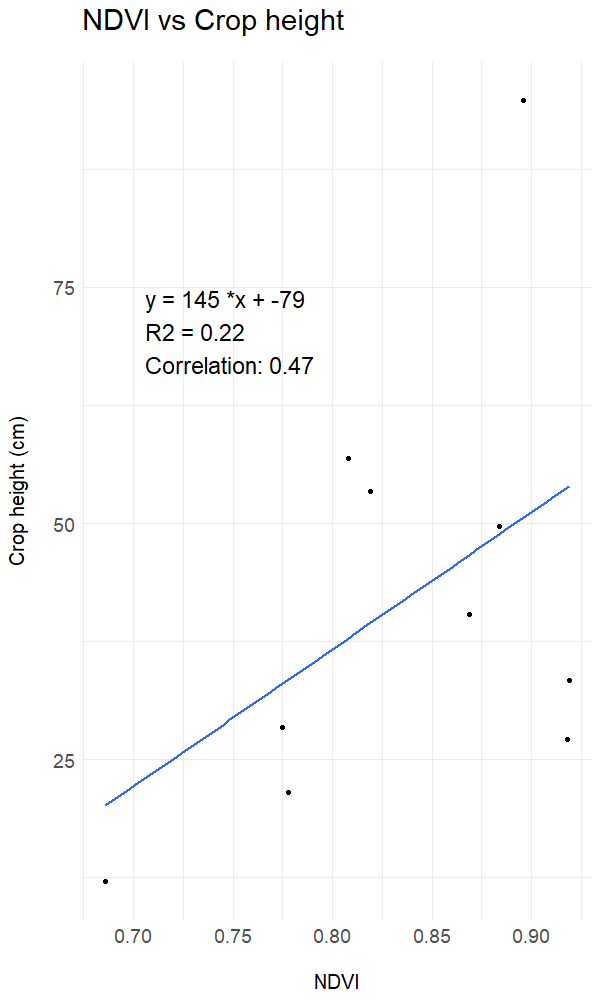 NDVI vs Crop height
75
y = 145 *x + -79
R2 = 0.22
Correlation: 0.47
Crop height (cm)
50
25
0.70 0.75 0.80 0.85 0.90
NDVI